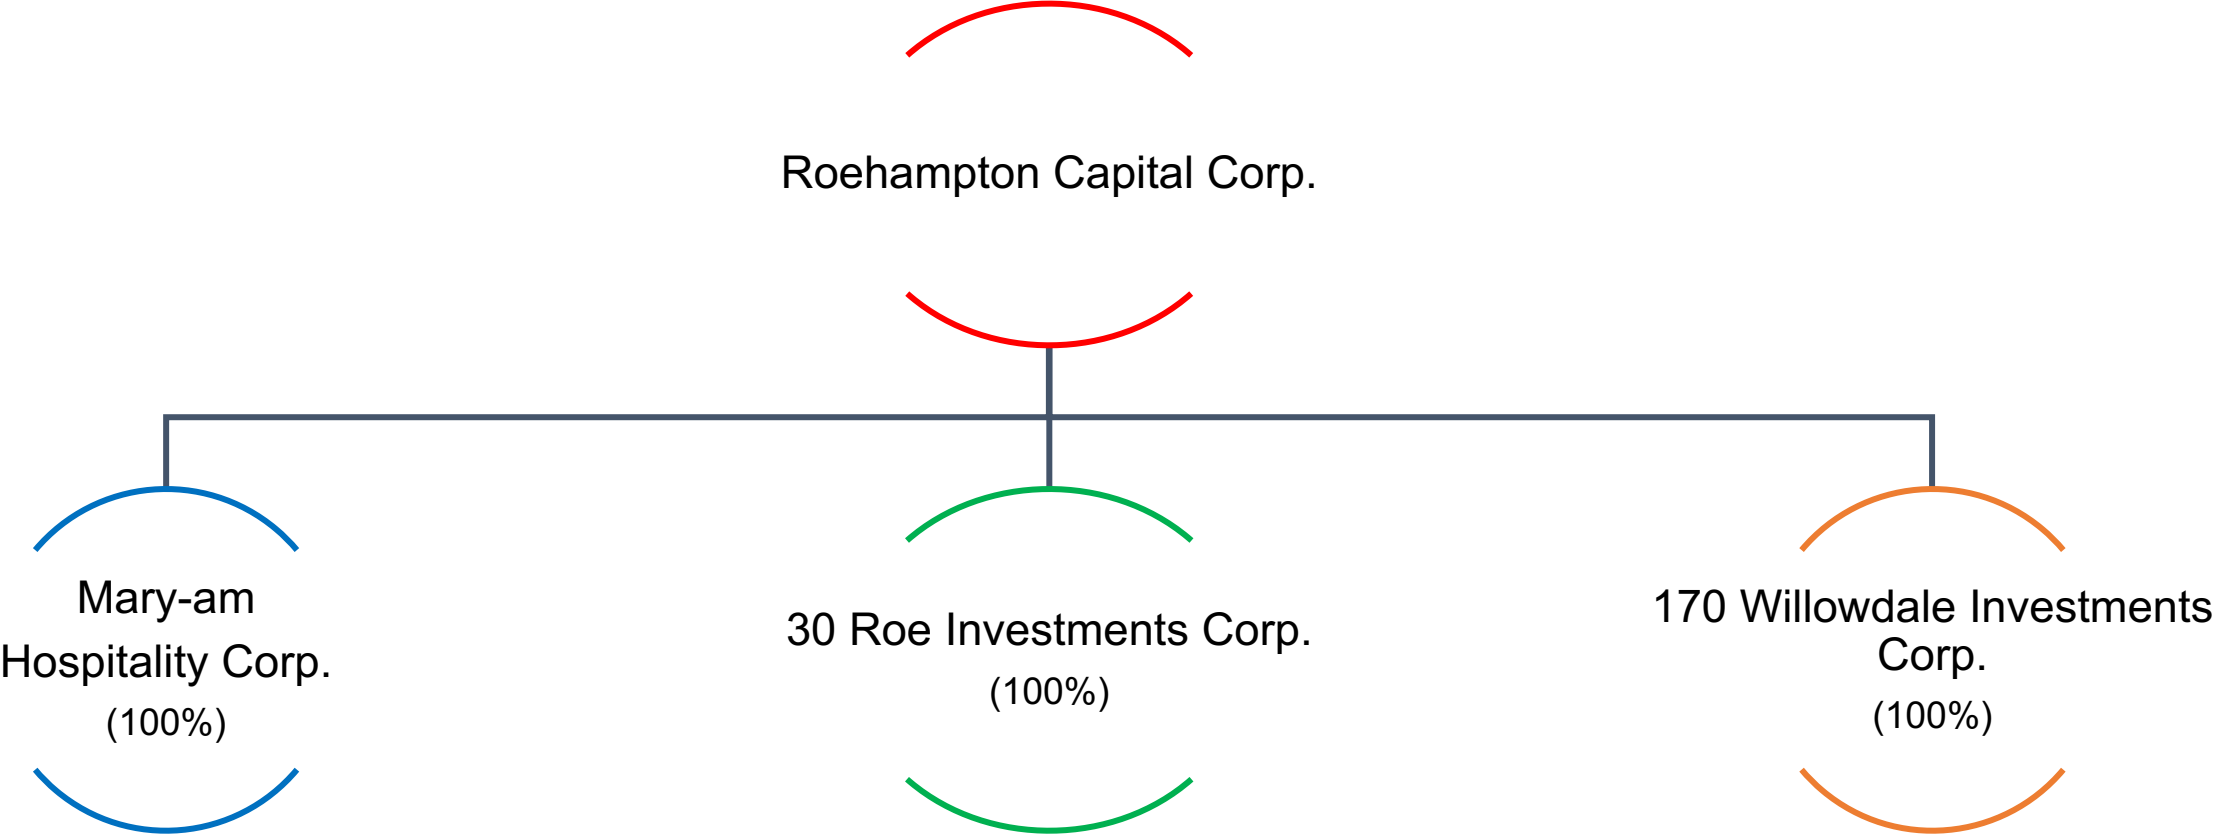 Roehampton Capital Corp.
Mary-am
Hospitality Corp.
(100%)
30 Roe Investments Corp.
(100%)
170 Willowdale Investments
Corp.
(100%)